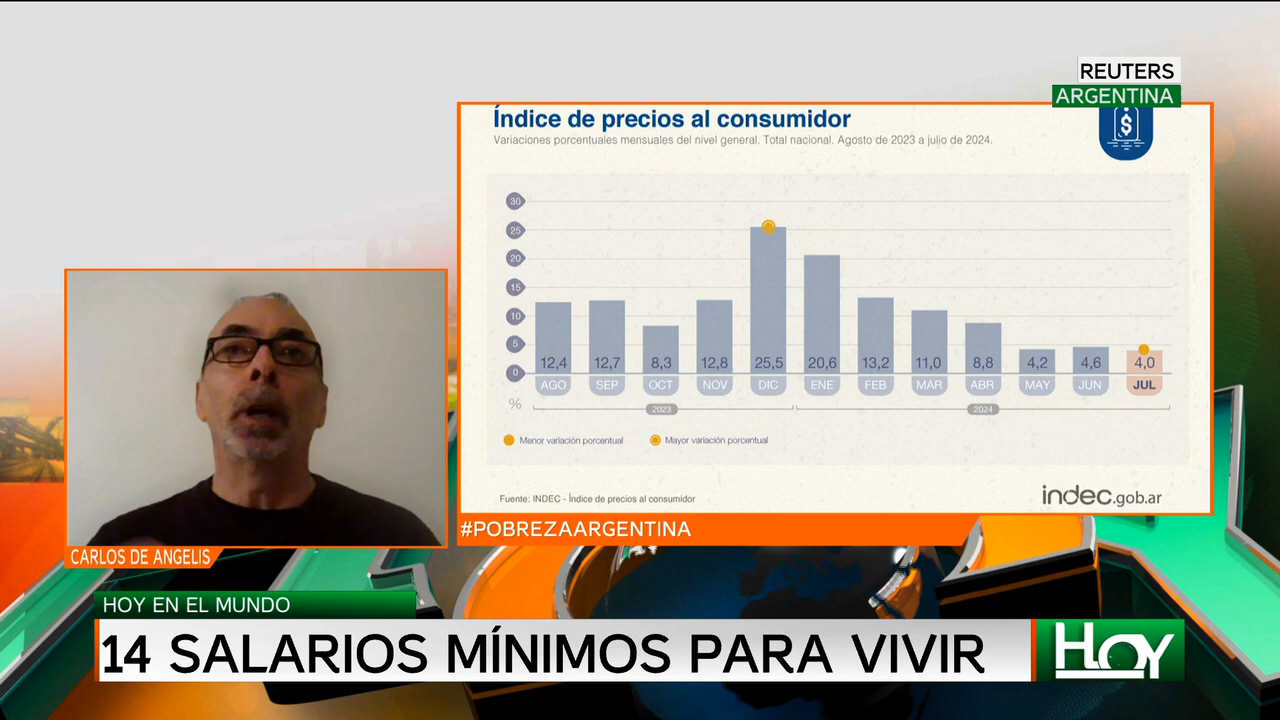 REUTERS
ARGENTINA
Índice de precios al consumidor
Variaciones porcentuales mensuales del nivel general. Total nacional. Agosto de 2023 a julio de 2024.
30
25
20
15
10
5
0
12,4 12,7 8,3 12,8 25,5 20,6 13,2 11,0 8,8 4,2 4,6 4,0
AGO SEP OCT NOV DIC ENE FEB MAR ABR MAY JUN JUL
%
2023 2024
Menor variación porcentual Mayor variación porcentual
Fuente: INDEC - Índice de precios al consumidor
indec.gob.ar
#POBREZAARGENTINA
CARLOS DE ANGELIS
HOY EN EL MUNDO
14 SALARIOS MÍNIMOS PARA VIVIR
HOY